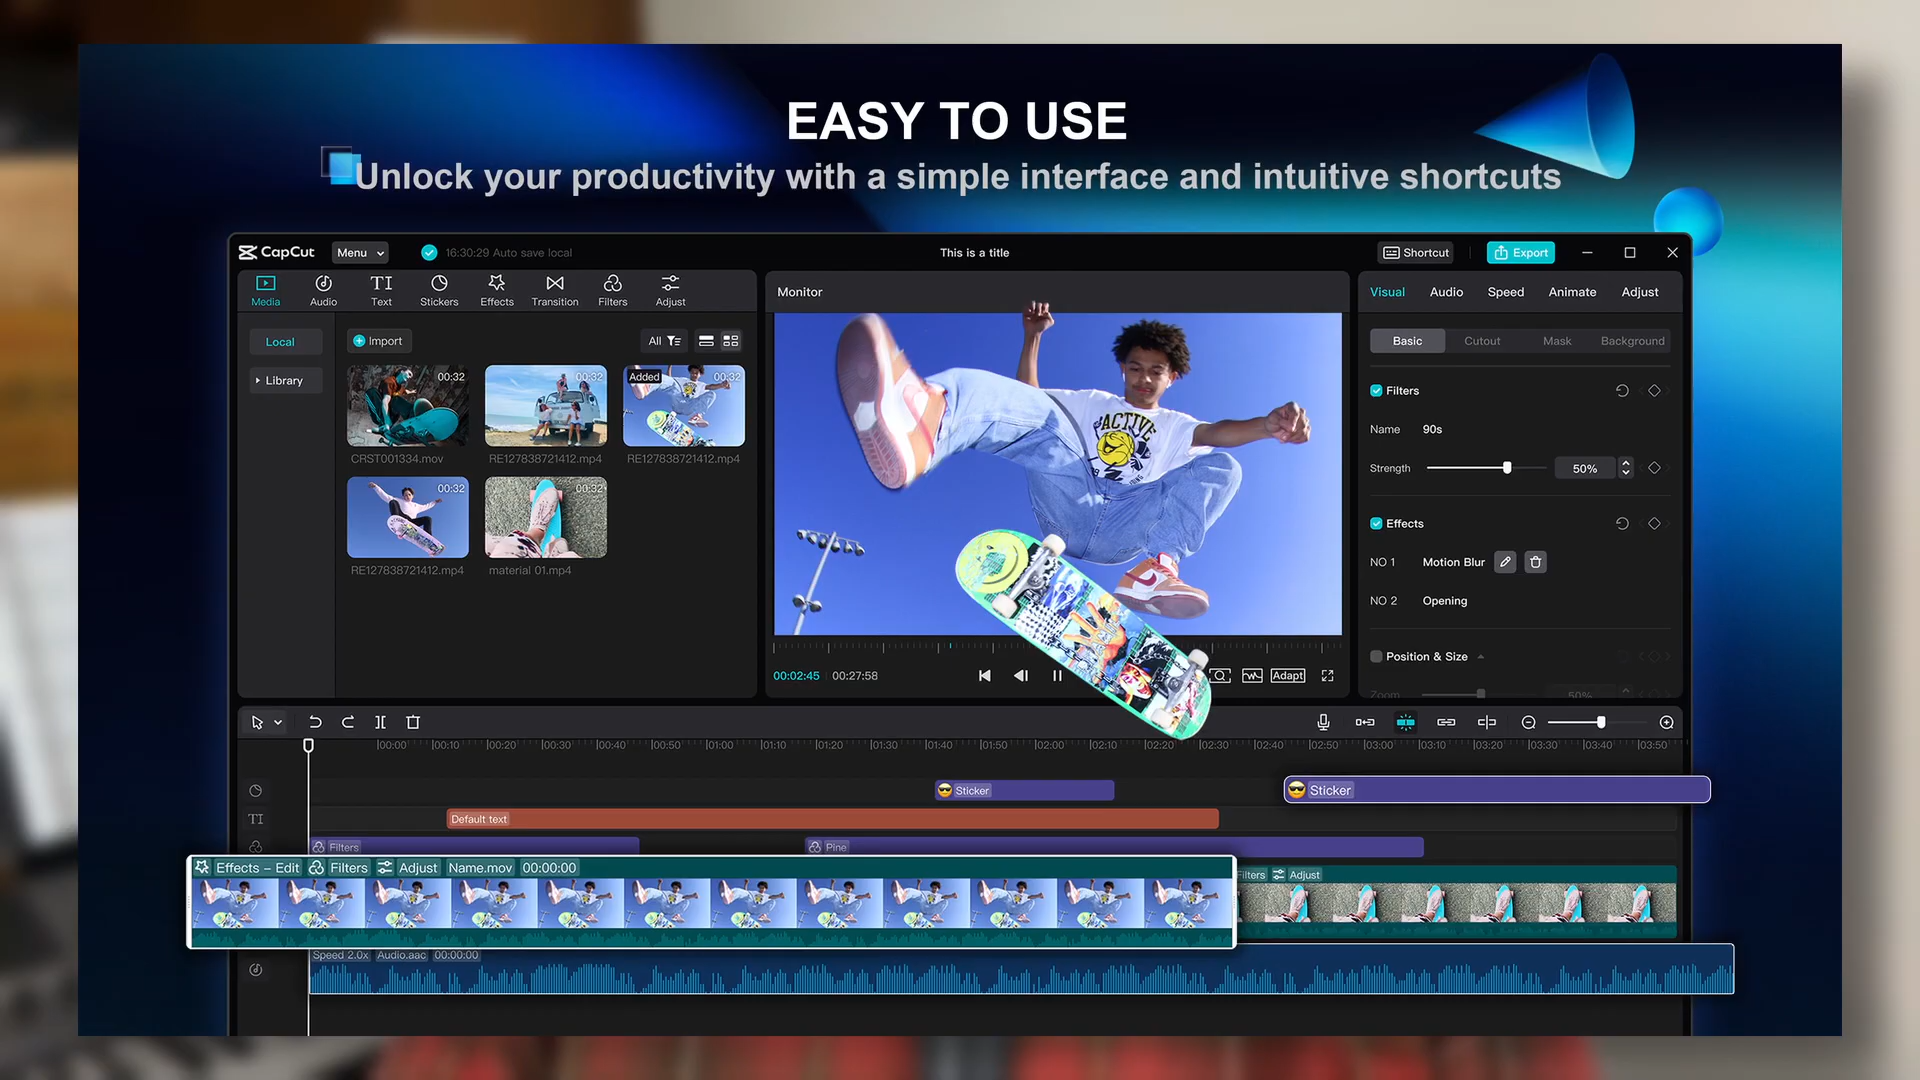 EASY TO USE
Unlock your productivity with a simple interface and intuitive shortcuts
CapCut Menu 16:30:29 Auto save local This is a title Shortcut Export
Media Audio Text Stickers Effects Transition Filters Adjust
Monitor
Visual Audio Speed Animate Adjust
Local
Library
Import
All
00:32
CRST001334.mov
00:32
RE127838721412.mp4
Added 00:32
RE127838721412.mp4
00:32
RE127838721412.mp4
00:32
material 01.mp4
ACTIVE
00:02:45 00:27:58
Adapt
Basic Cutout Mask Background
Filters
Name 90s
Strength 50%
Effects
NO 1 Motion Blur
NO 2 Opening
Position & Size
Zoom 50%
00:00 00:10 00:20 00:30 00:40 00:50 01:00 01:10 01:20 01:30 01:40 01:50 02:00 02:10 02:20 02:30 02:40 02:50 03:00 03:10 03:20 03:30 03:40 03:50
Sticker Sticker
TI Default text
Filters Pine
Effects – Edit Filters Adjust Name.mov 00:00:00
Filters Adjust
Speed 2.0x Audio.aac 00:00:00